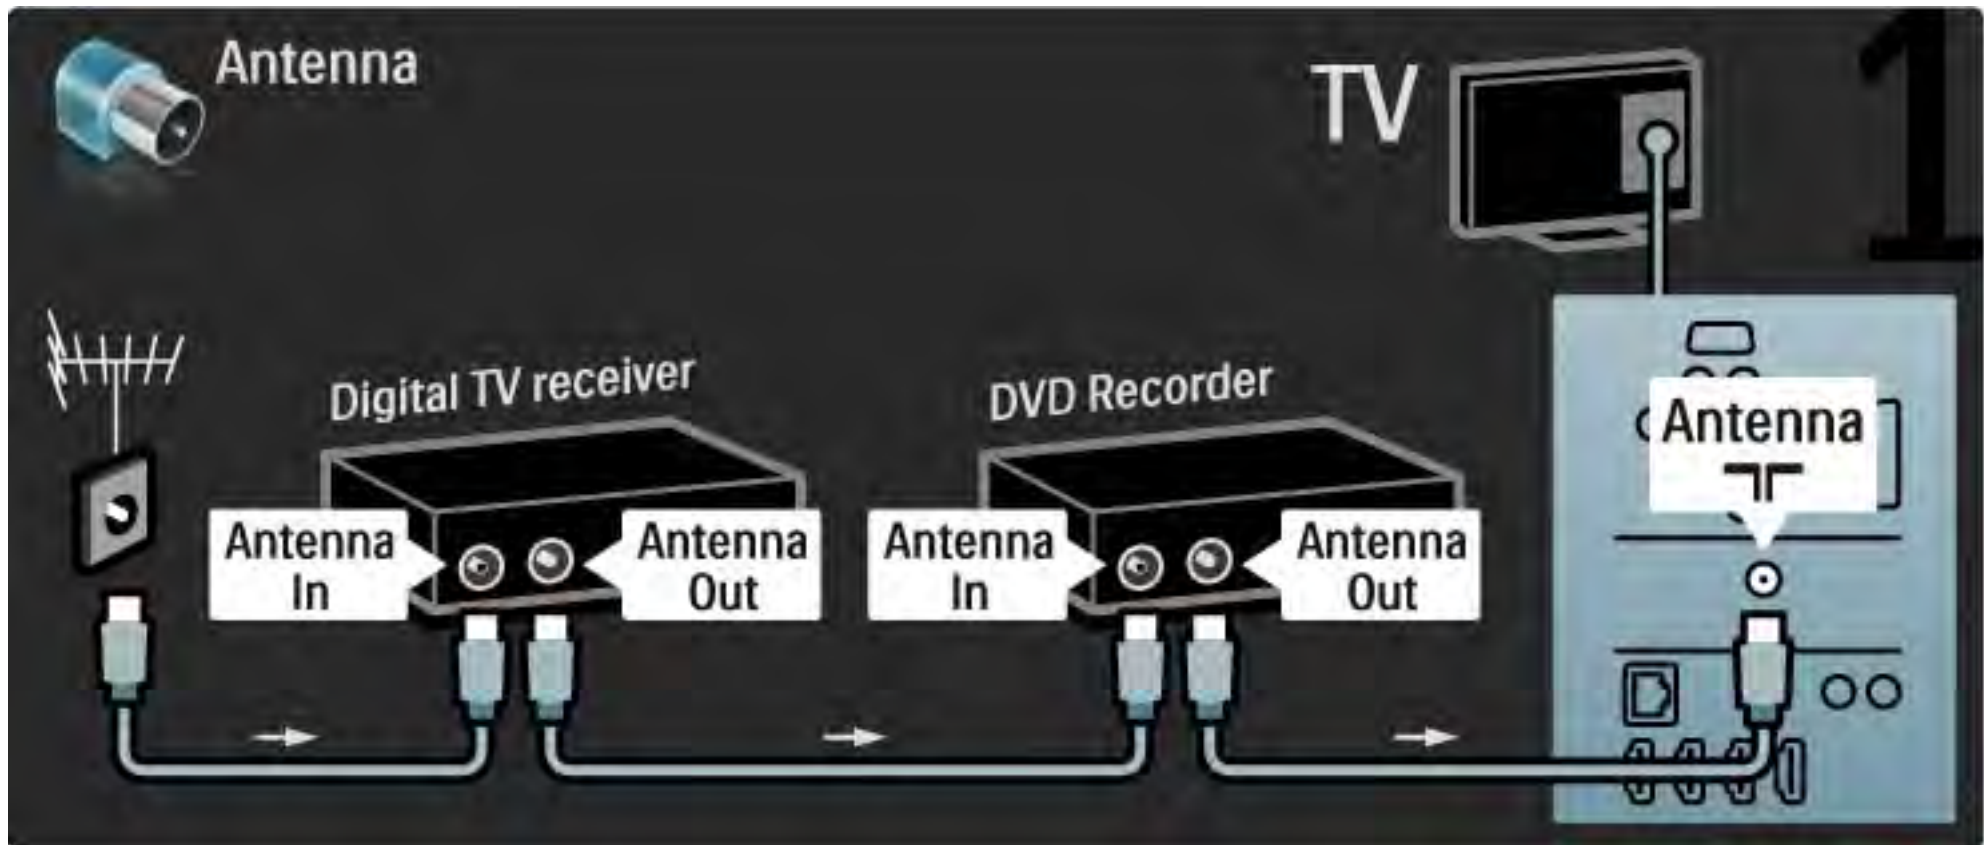 Antenna
TV
1
Digital TV receiver
DVD Recorder
Antenna
Antenna
In
Antenna
Out
Antenna
In
Antenna
Out